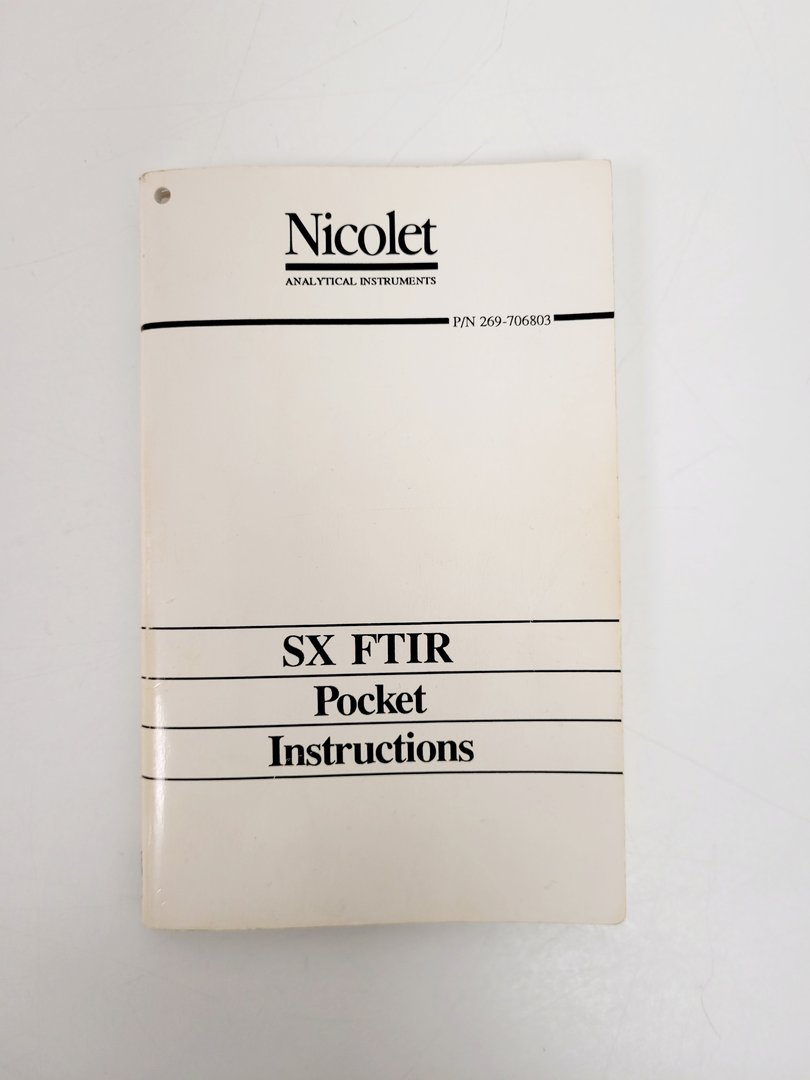 Nicolet
ANALYTICAL INSTRUMENTS
P/N 269-706803
SX FTIR
Pocket
Instructions